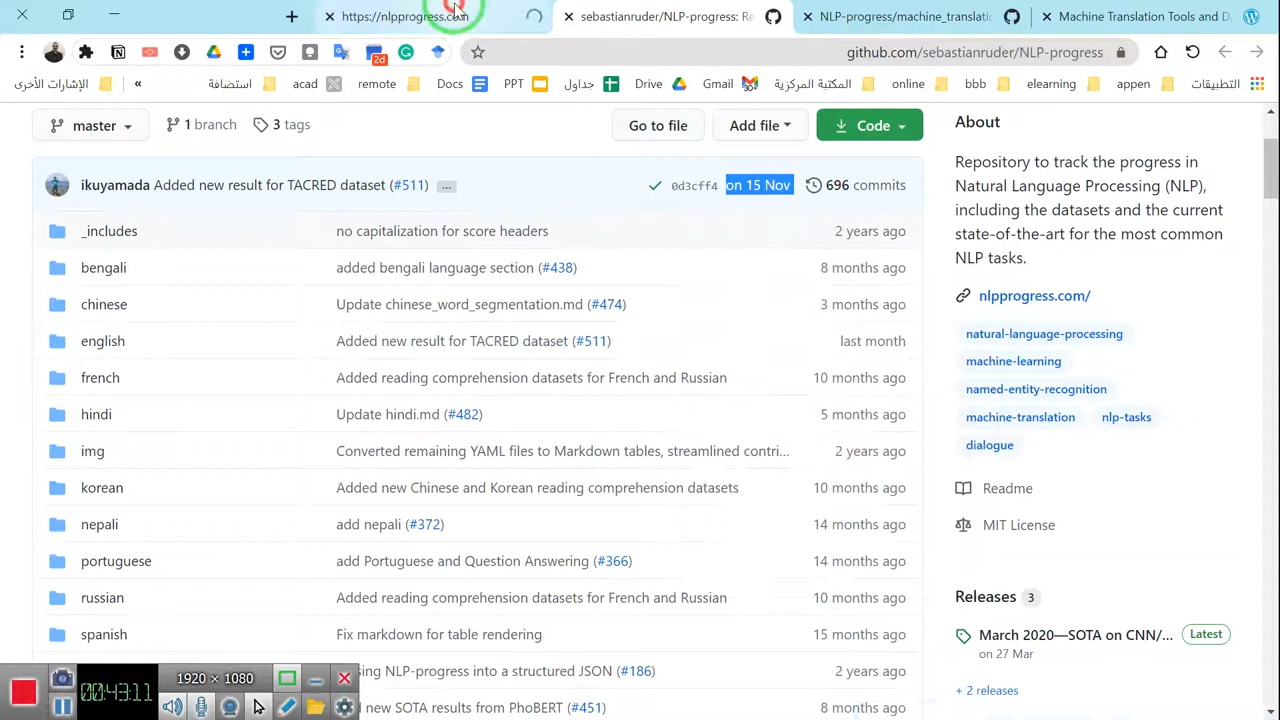 https://nlpprogress.com
sebastianruder/NLP-progress: Re
NLP-progress/machine_translati
Machine Translation Tools and D
2d
github.com/sebastianruder/NLP-progress
الإشارات الأخرى
«
استضافة
acad
remote
Docs
PPT
جداول
Drive
Gmail
المكتبة المركزية
online
bbb
elearning
appen
التطبيقات
master
1 branch
3 tags
Go to file
Add file
Code
About
Repository to track the progress in
Natural Language Processing (NLP),
including the datasets and the current
state-of-the-art for the most common
NLP tasks.
nlpprogress.com/
natural-language-processing
machine-learning
named-entity-recognition
machine-translation nlp-tasks
dialogue
Readme
MIT License
Releases 3
March 2020—SOTA on CNN/... Latest
on 27 Mar
+ 2 releases
ikuyamada Added new result for TACRED dataset (#511) ... 0d3cff4 on 15 Nov 696 commits
_includes no capitalization for score headers 2 years ago
bengali added bengali language section (#438) 8 months ago
chinese Update chinese_word_segmentation.md (#474) 3 months ago
english Added new result for TACRED dataset (#511) last month
french Added reading comprehension datasets for French and Russian 10 months ago
hindi Update hindi.md (#482) 5 months ago
img Converted remaining YAML files to Markdown tables, streamlined contri... 2 years ago
korean Added new Chinese and Korean reading comprehension datasets 10 months ago
nepali add nepali (#372) 14 months ago
portuguese add Portuguese and Question Answering (#366) 14 months ago
russian Added reading comprehension datasets for French and Russian 10 months ago
spanish Fix markdown for table rendering 15 months ago
NLP-progress into a structured JSON (#186) 2 years ago
new SOTA results from PhoBERT (#451) 8 months ago
1920 × 1080
00:43:11